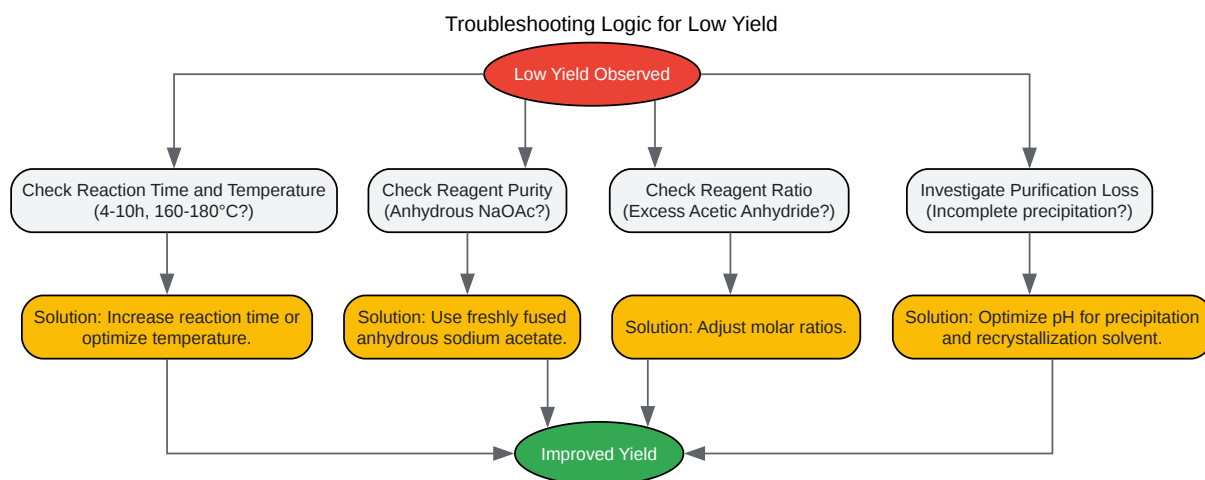 Troubleshooting Logic for Low Yield
Low Yield Observed
Check Reaction Time and Temperature
(4-10h, 160-180°C?)
Check Reagent Purity
(Anhydrous NaOAc?)
Check Reagent Ratio
(Excess Acetic Anhydride?)
Investigate Purification Loss
(Incomplete precipitation?)
Solution: Increase reaction time or
optimize temperature.
Solution: Use freshly fused
anhydrous sodium acetate.
Solution: Adjust molar ratios.
Solution: Optimize pH for precipitation
and recrystallization solvent.
Improved Yield